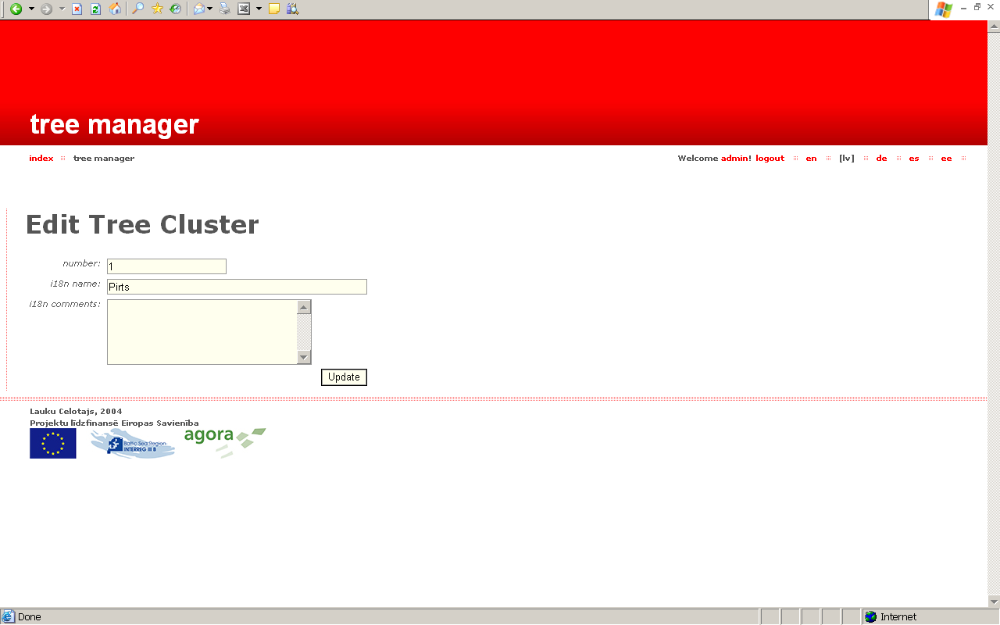 tree manager
index tree manager Welcome admin! logout en [lv] de es ee
Edit Tree Cluster
number: 1
i18n name: Pirts
i18n comments:
Update
Lauku Celotajs, 2004
Projektu līdzfinansē Eiropas Savienība
Baltic Sea Region
INTERREG III B
agora
Done Internet